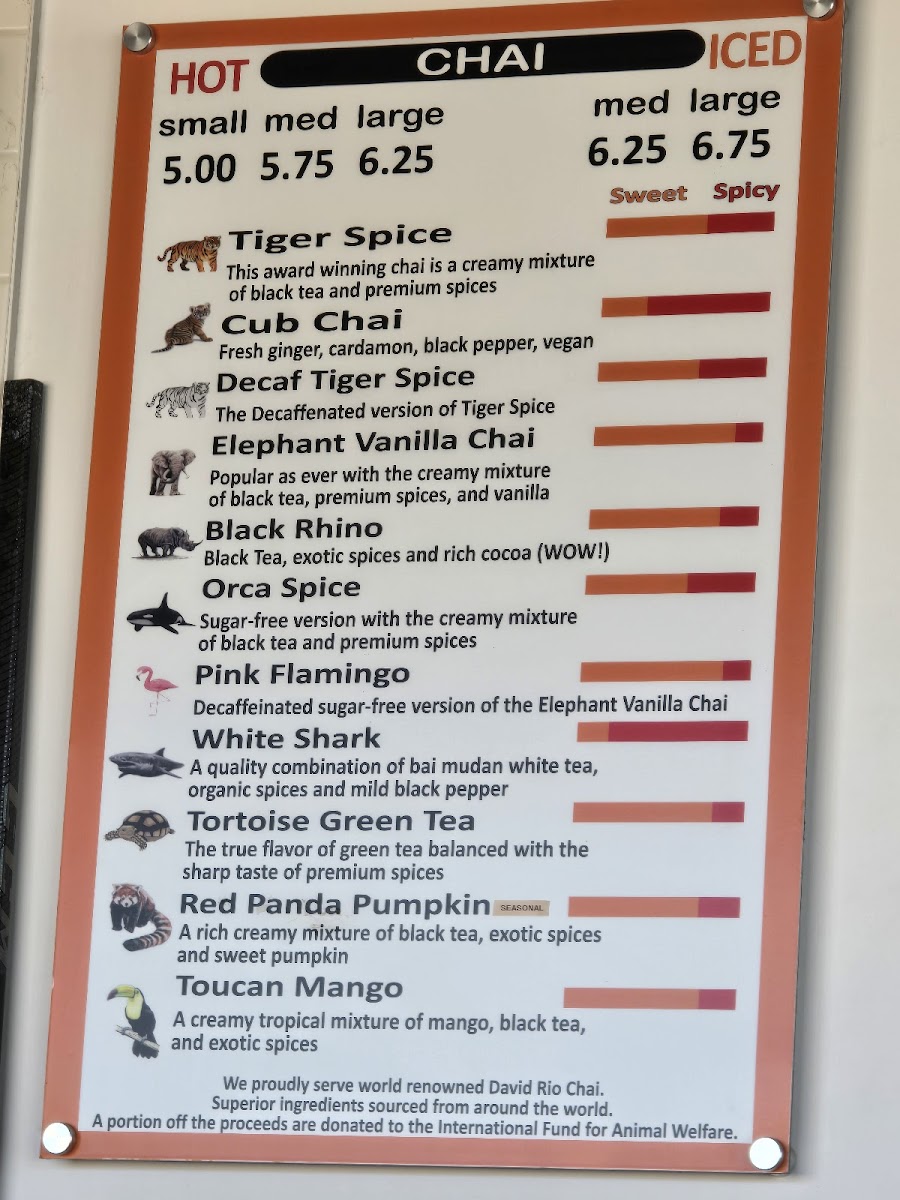 HOT CHAI ICED
small med large med large
5.00 5.75 6.25 6.25 6.75
Sweet Spicy
Tiger Spice
This award winning chai is a creamy mixture
of black tea and premium spices
Cub Chai
Fresh ginger, cardamon, black pepper, vegan
Decaf Tiger Spice
The Decaffenated version of Tiger Spice
Elephant Vanilla Chai
Popular as ever with the creamy mixture
of black tea, premium spices, and vanilla
Black Rhino
Black Tea, exotic spices and rich cocoa (WOW!)
Orca Spice
Sugar-free version with the creamy mixture
of black tea and premium spices
Pink Flamingo
Decaffeinated sugar-free version of the Elephant Vanilla Chai
White Shark
A quality combination of bai mudan white tea,
organic spices and mild black pepper
Tortoise Green Tea
The true flavor of green tea balanced with the
sharp taste of premium spices
Red Panda Pumpkin SEASONAL
A rich creamy mixture of black tea, exotic spices
and sweet pumpkin
Toucan Mango
A creamy tropical mixture of mango, black tea,
and exotic spices
We proudly serve world renowned David Rio Chai.
Superior ingredients sourced from around the world.
A portion off the proceeds are donated to the International Fund for Animal Welfare.